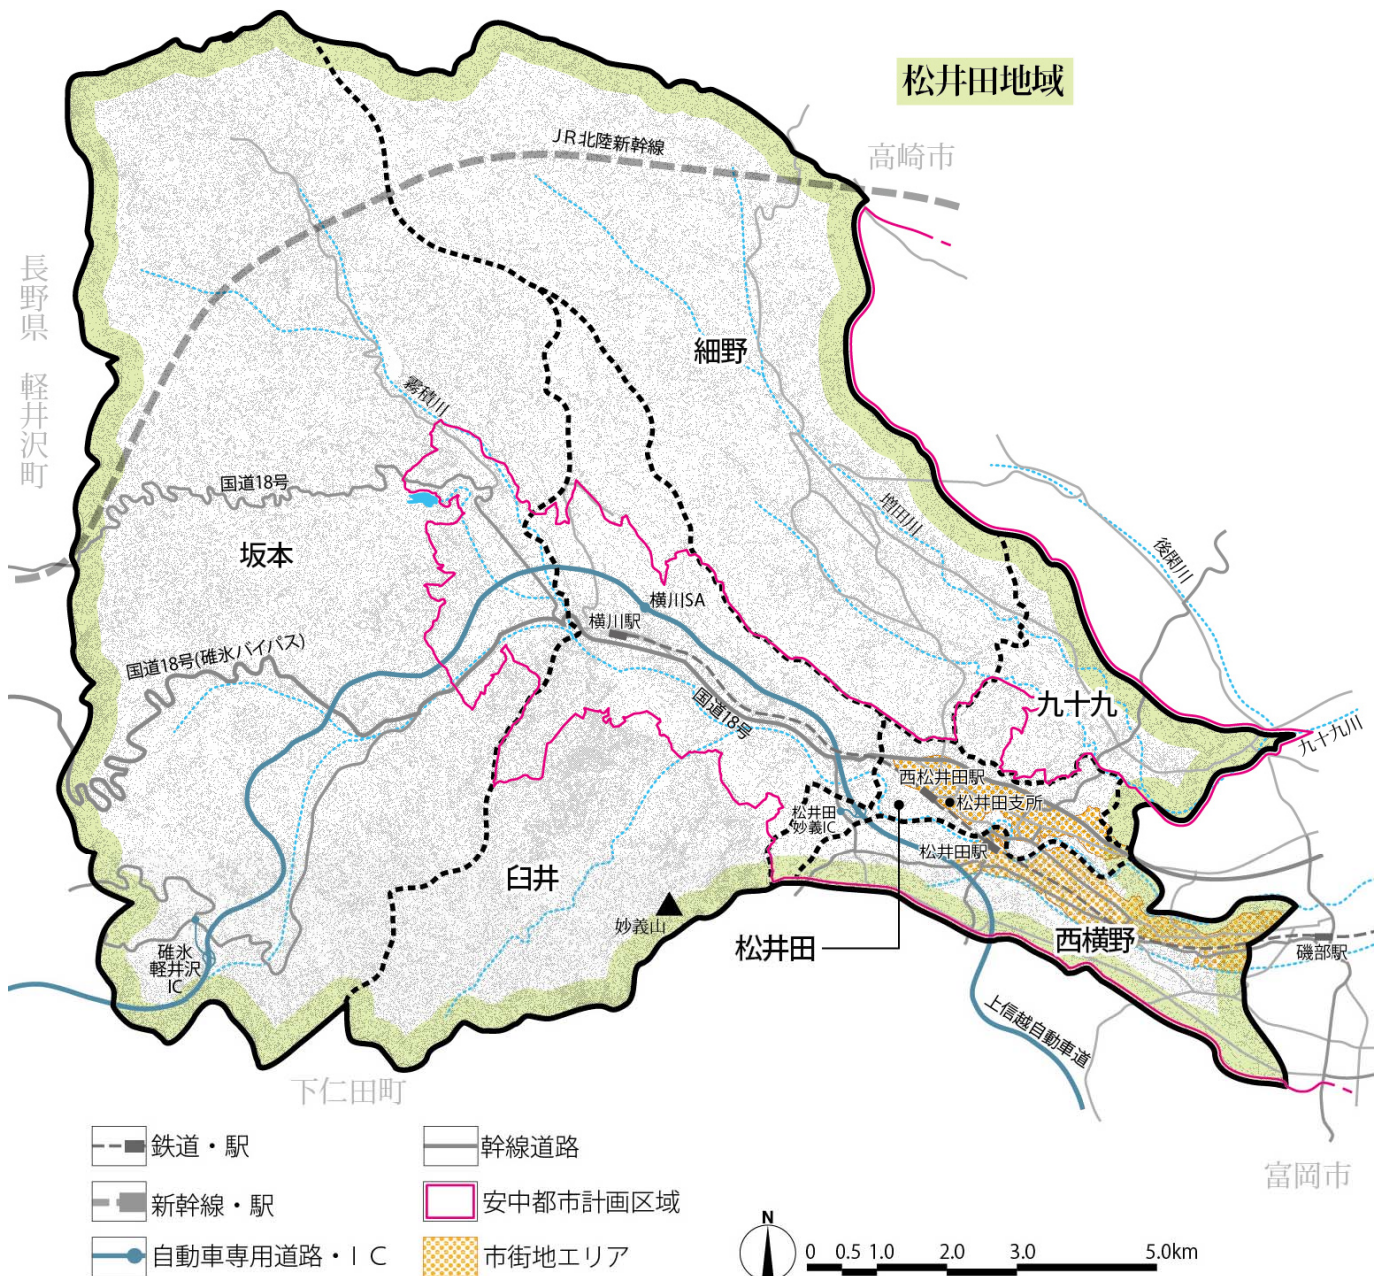 松井田地域
JR北陸新幹線
高崎市
長野県 軽井沢町
細野
霧積川
国道18号
増田川
後閑川
坂本
横川SA
横川駅
国道18号(碓氷バイパス)
国道18号
九十九
九十九川
西松井田駅
松井田支所
松井田
妙義IC
松井田駅
臼井
妙義山
松井田
西横野
磯部駅
碓氷
軽井沢
IC
上信越自動車道
下仁田町
富岡市
鉄道・駅
幹線道路
新幹線・駅
安中都市計画区域
自動車専用道路・IC
市街地エリア
N
0 0.5 1.0 2.0 3.0 5.0km